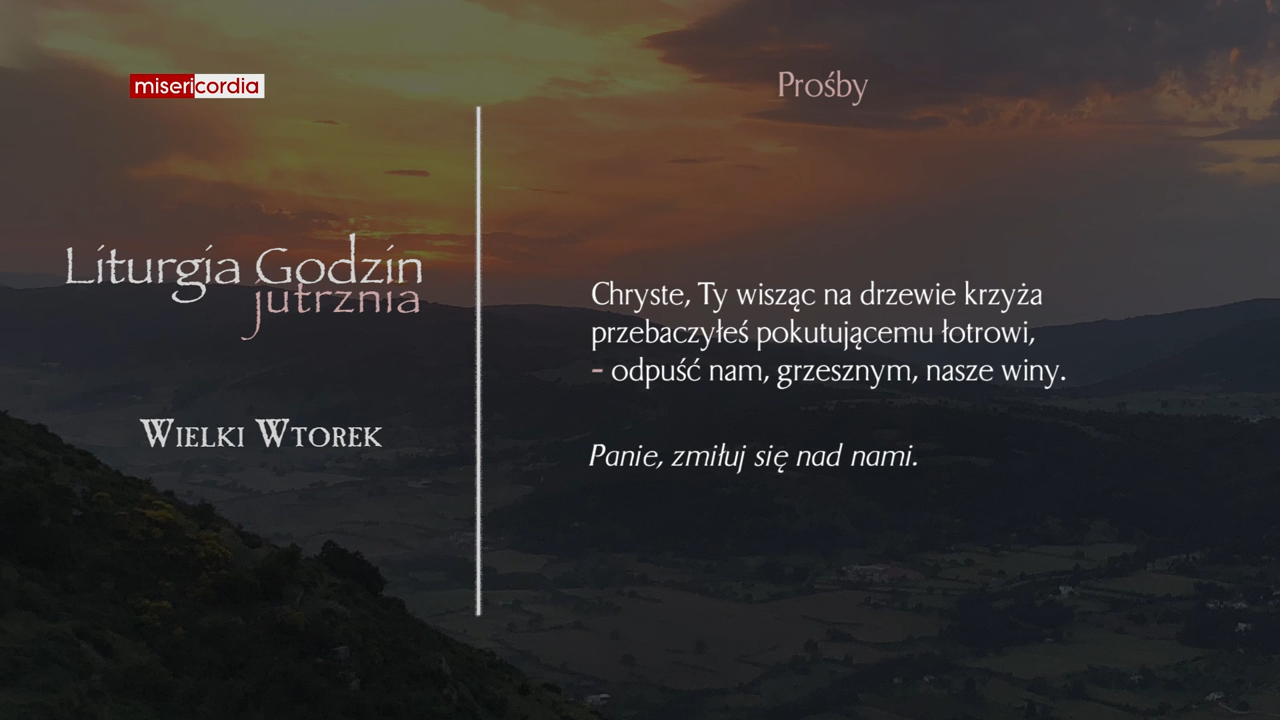 misericordia
Liturgia Godzin
jutrznia
Wielki Wtorek
Prośby
Chryste, Ty wisząc na drzewie krzyża
przebaczyłeś pokutującemu łotrowi,
- odpuść nam, grzesznym, nasze winy.
Panie, zmiłuj się nad nami.